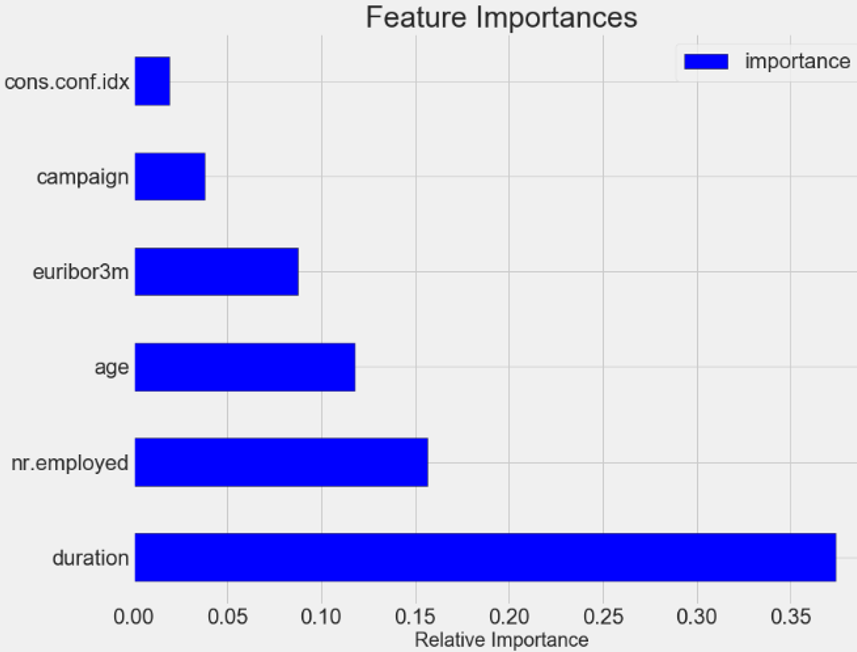 Feature Importances
importance
cons.conf.idx
campaign
euribor3m
age
nr.employed
duration
0.00 0.05 0.10 0.15 0.20 0.25 0.30 0.35
Relative Importance